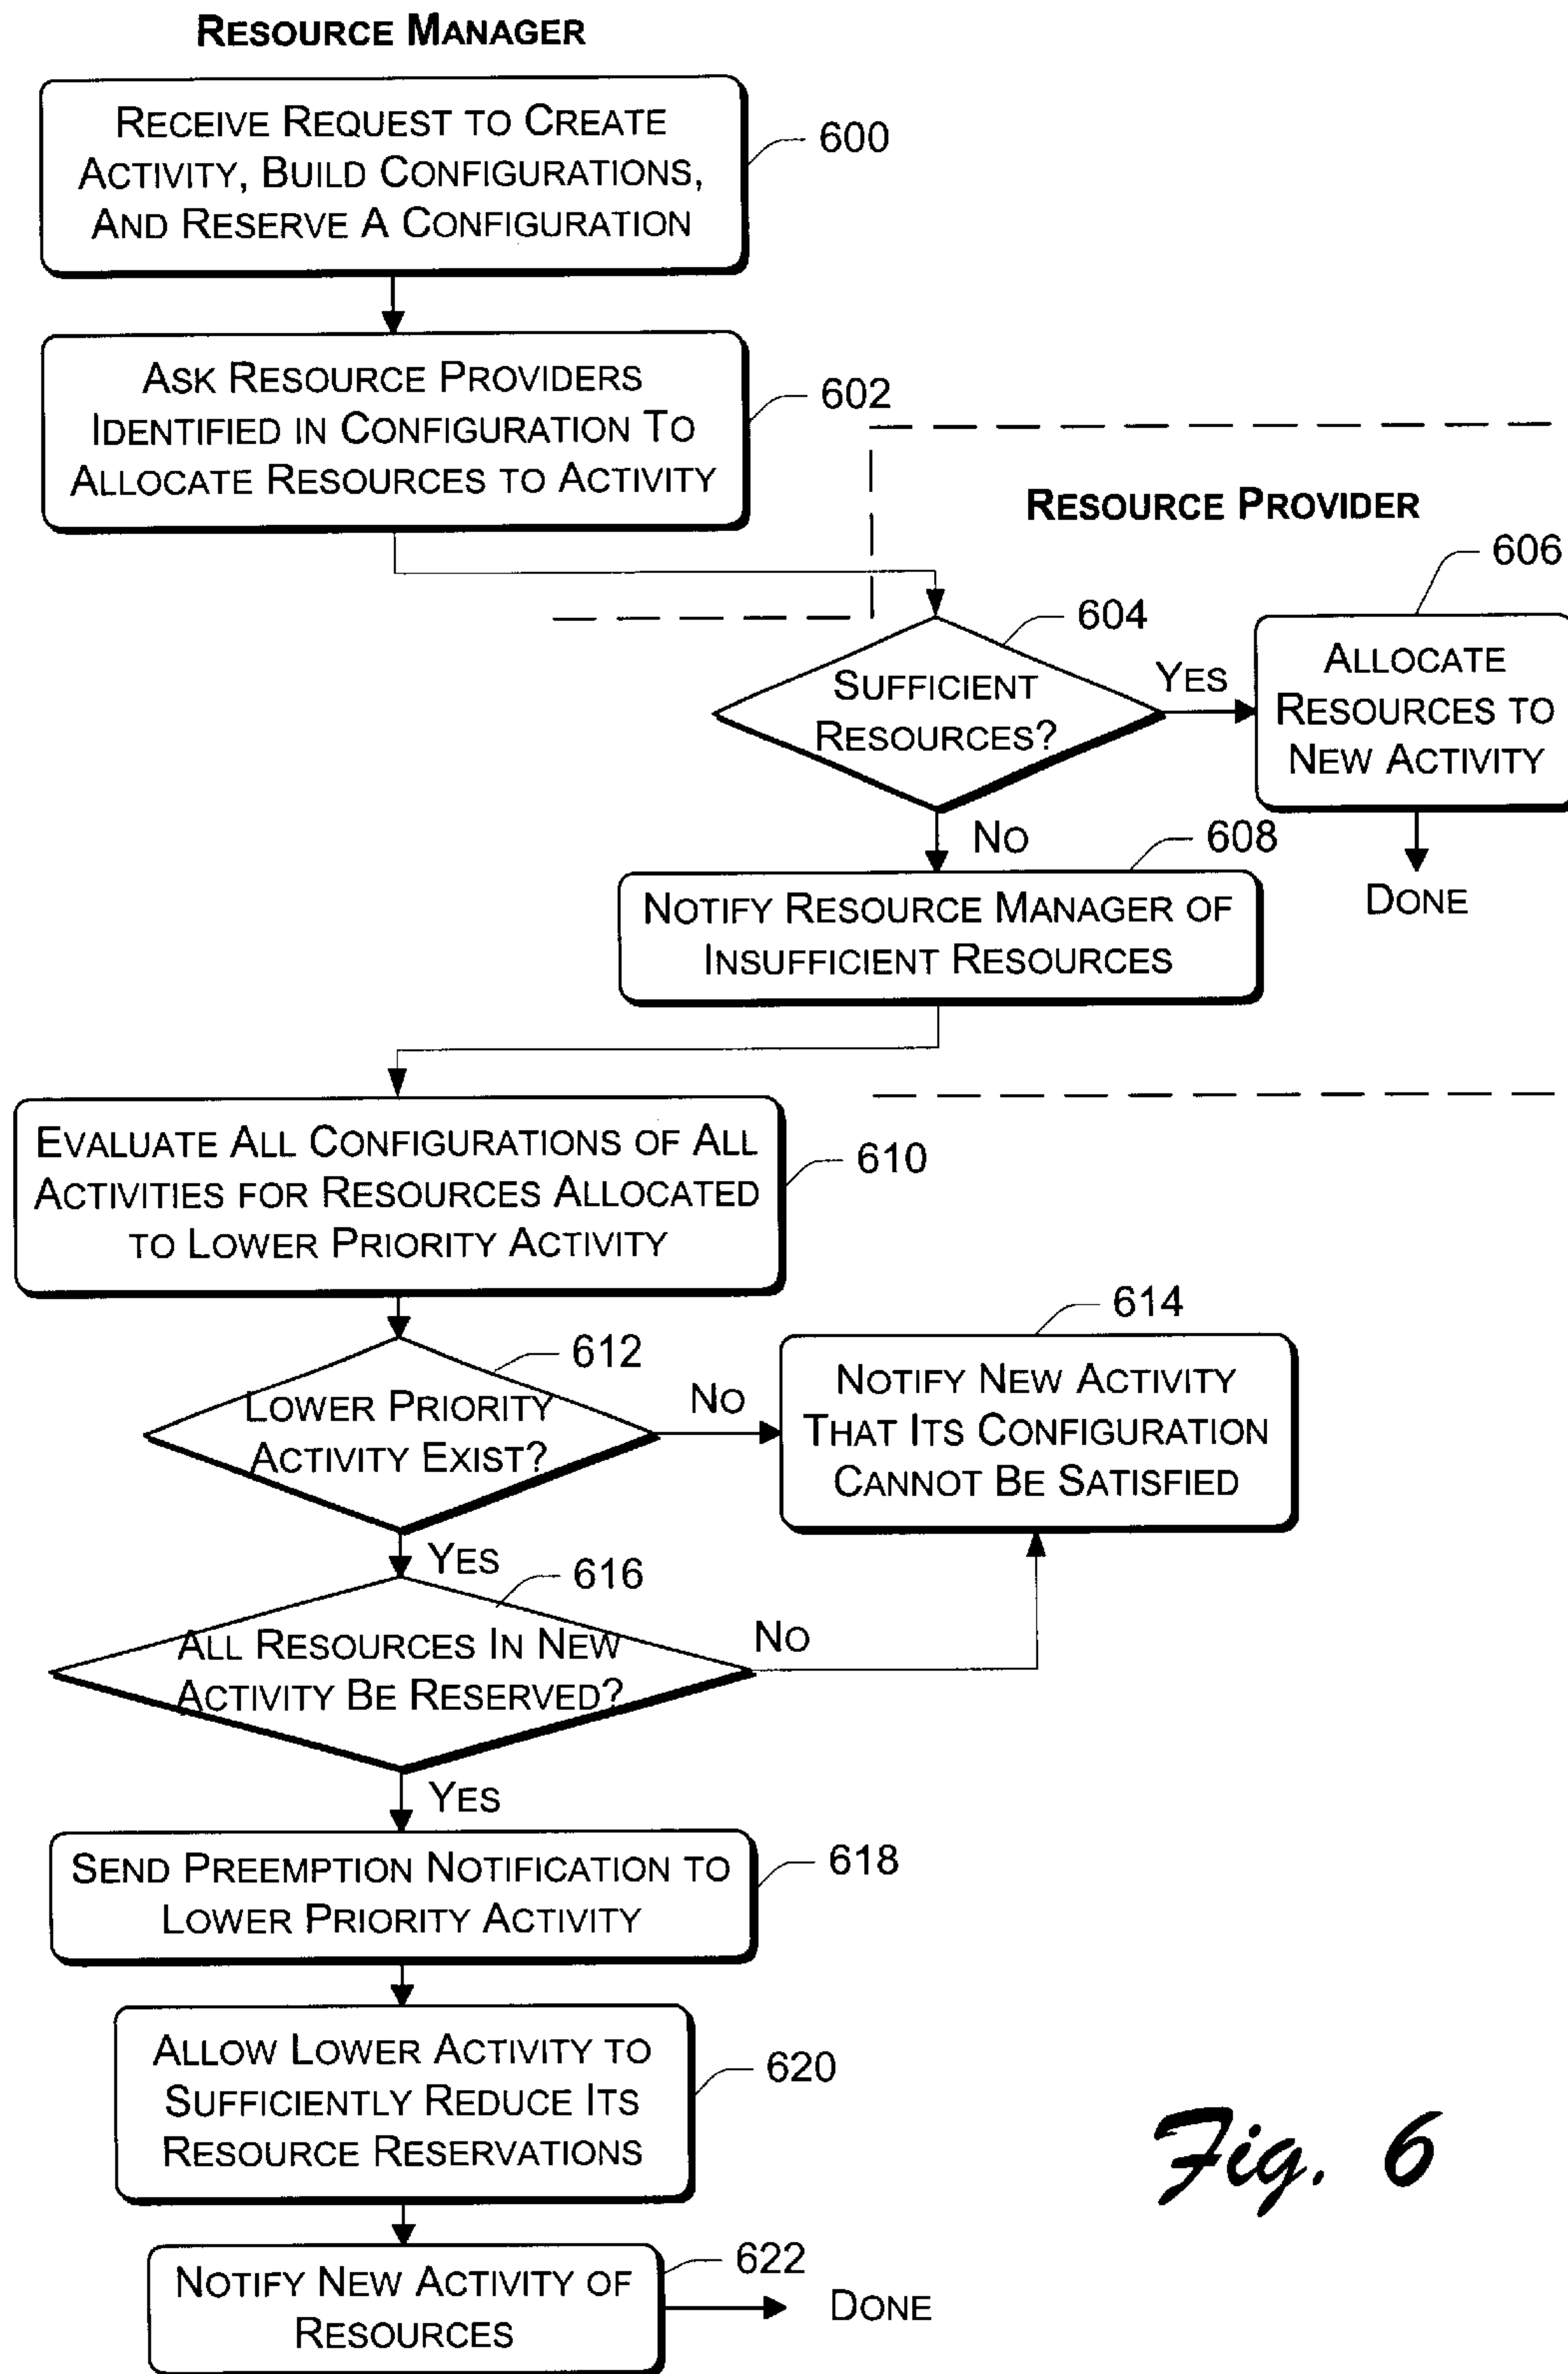 RESOURCE MANAGER
RECEIVE REQUEST TO CREATE
ACTIVITY, BUILD CONFIGURATIONS,
AND RESERVE A CONFIGURATION
600
ASK RESOURCE PROVIDERS
IDENTIFIED IN CONFIGURATION TO
ALLOCATE RESOURCES TO ACTIVITY
602
RESOURCE PROVIDER
604
SUFFICIENT
RESOURCES?
YES
606
ALLOCATE
RESOURCES TO
NEW ACTIVITY
DONE
NO
608
NOTIFY RESOURCE MANAGER OF
INSUFFICIENT RESOURCES
EVALUATE ALL CONFIGURATIONS OF ALL
ACTIVITIES FOR RESOURCES ALLOCATED
TO LOWER PRIORITY ACTIVITY
610
612
LOWER PRIORITY
ACTIVITY EXIST?
NO
614
NOTIFY NEW ACTIVITY
THAT ITS CONFIGURATION
CANNOT BE SATISFIED
YES
616
ALL RESOURCES IN NEW
ACTIVITY BE RESERVED?
NO
YES
SEND PREEMPTION NOTIFICATION TO
LOWER PRIORITY ACTIVITY
618
ALLOW LOWER ACTIVITY TO
SUFFICIENTLY REDUCE ITS
RESOURCE RESERVATIONS
620
NOTIFY NEW ACTIVITY OF
RESOURCES
622
DONE
Fig. 6